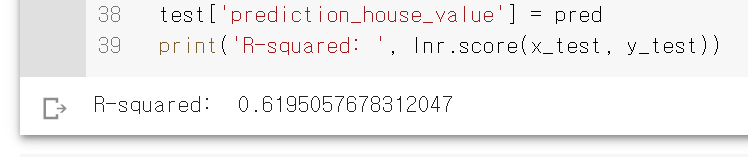 38 test['prediction_house_value'] = pred
39 print('R-squared: ', lnr.score(x_test, y_test))
R-squared:  0.6195057678312047